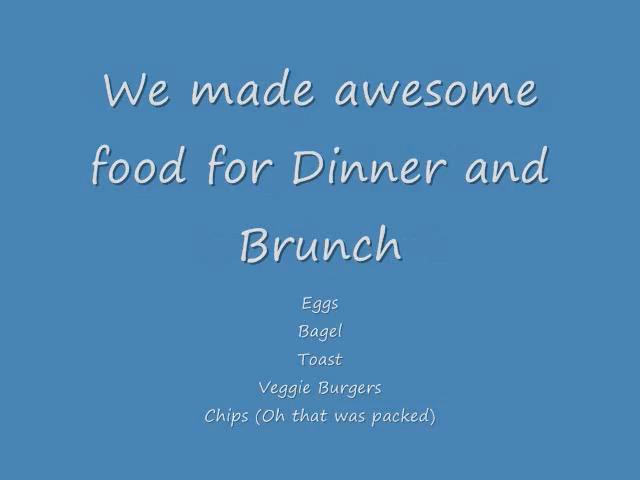 We made awesome
food for Dinner and
Brunch
Eggs
Bagel
Toast
Veggie Burgers
Chips (Oh that was packed)